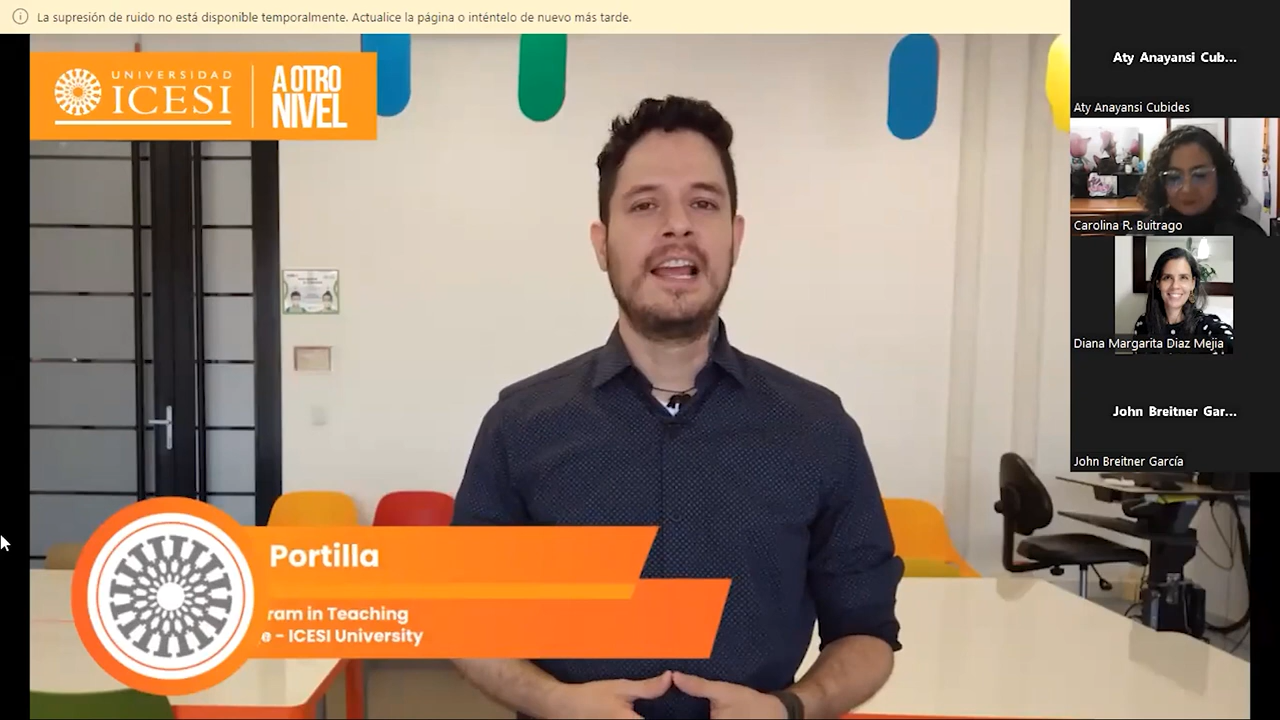 La supresión de ruido no está disponible temporalmente. Actualice la página o inténtelo de nuevo más tarde.
UNIVERSIDAD
ICESI
A OTRO
NIVEL
Aty Anayansi Cub...
Aty Anayansi Cubides
Carolina R. Buitrago
Diana Margarita Diaz Mejia
John Breitner Gar...
John Breitner García
Portilla
ram in Teaching
e - ICESI University